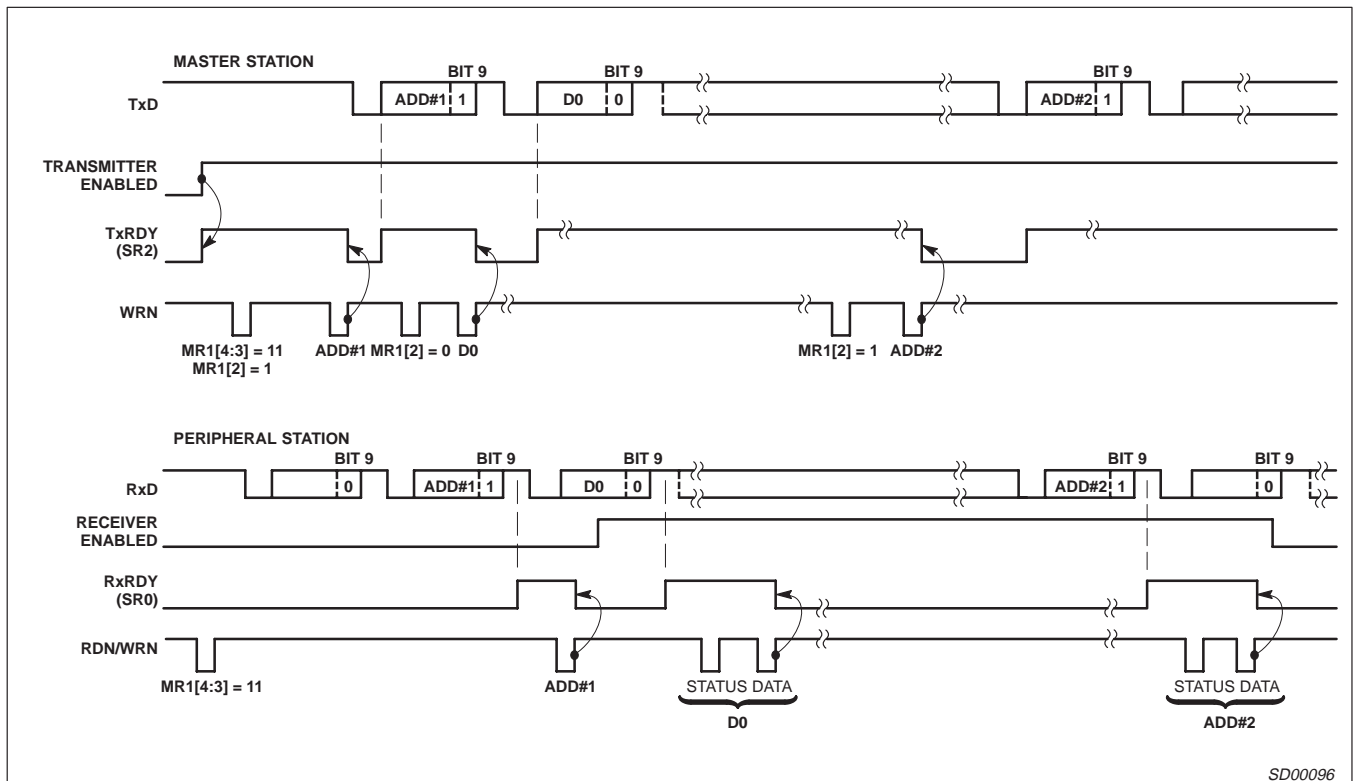 MASTER STATION
BIT 9 BIT 9 BIT 9
TxD ADD#1 1 D0 0 ADD#2 1
TRANSMITTER
ENABLED
TxRDY
(SR2)
WRN
MR1[4:3] = 11 ADD#1 MR1[2] = 0 D0 MR1[2] = 1 ADD#2
MR1[2] = 1
PERIPHERAL STATION
BIT 9 BIT 9 BIT 9 BIT 9 BIT 9
RxD 0 ADD#1 1 D0 0 ADD#2 1 0
RECEIVER
ENABLED
RxRDY
(SR0)
RDN/WRN
MR1[4:3] = 11 ADD#1 STATUS DATA STATUS DATA
D0 ADD#2
SD00096